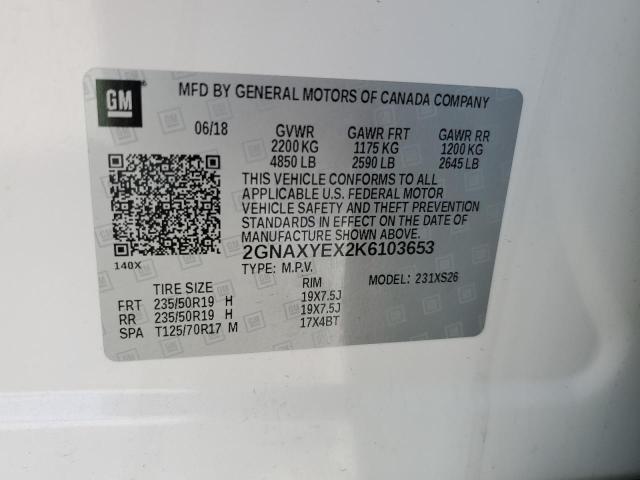 GM
MFD BY GENERAL MOTORS OF CANADA COMPANY
06/18 GVWR GAWR FRT GAWR RR
2200 KG 1175 KG 1200 KG
4850 LB 2590 LB 2645 LB
THIS VEHICLE CONFORMS TO ALL
APPLICABLE U.S. FEDERAL MOTOR
VEHICLE SAFETY AND THEFT PREVENTION
STANDARDS IN EFFECT ON THE DATE OF
MANUFACTURE SHOWN ABOVE.
140X
2GNAXYEX2K6103653
TYPE: M.P.V. MODEL: 231XS26
TIRE SIZE RIM
FRT 235/50R19 H 19X7.5J
RR 235/50R19 H 19X7.5J
SPA T125/70R17 M 17X4BT